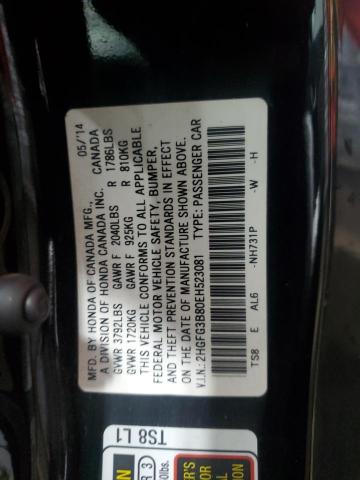 MFD. BY HONDA OF CANADA MFG., 05/'14
A DIVISION OF HONDA CANADA INC. CANADA
GVWR 3792LBS GAWR F 2040LBS R 1786LBS
GVWR 1720KG GAWR F 925KG R 810KG
THIS VEHICLE CONFORMS TO ALL APPLICABLE
FEDERAL MOTOR VEHICLE SAFETY, BUMPER,
AND THEFT PREVENTION STANDARDS IN EFFECT
ON THE DATE OF MANUFACTURE SHOWN ABOVE.
V.I.N.: 2HGFG3B80EH523081 TYPE: PASSENGER CAR
TS8 E AL6 -NH731P -W -H
TS8 L1